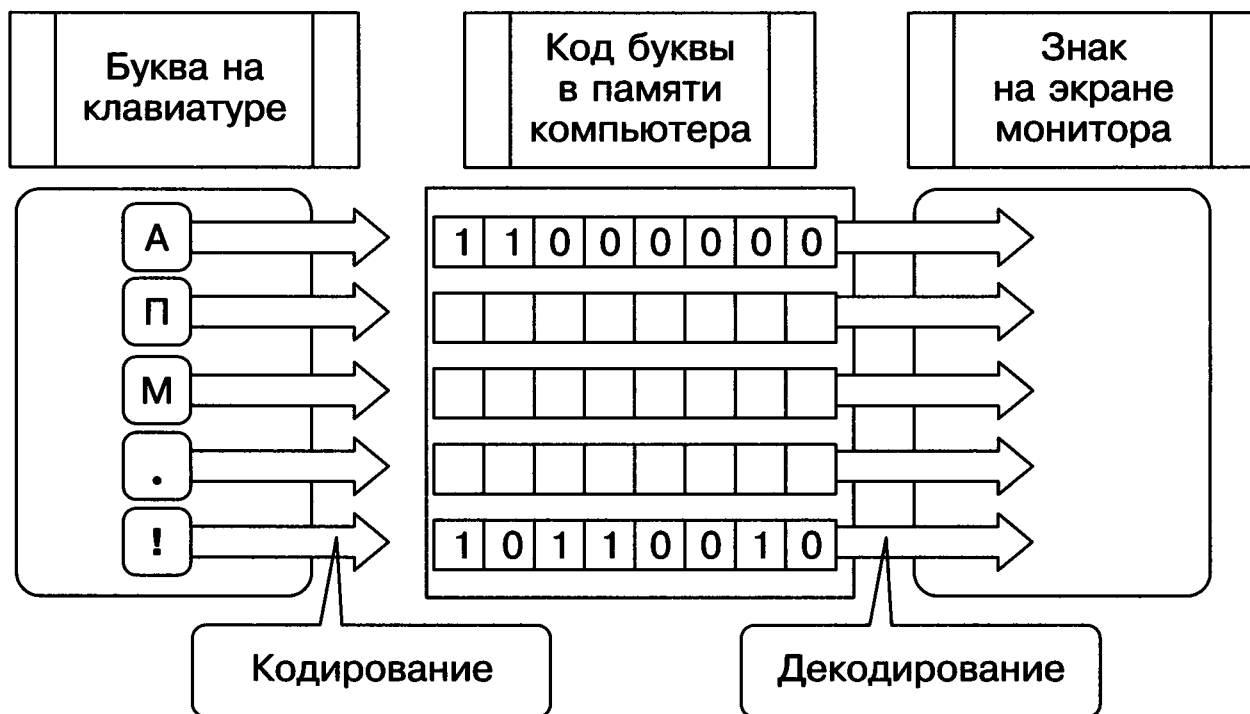 Буква на
клавиатуре
Код буквы
в памяти
компьютера
Знак
на экране
монитора
А
1 1 0 0 0 0 0 0
П
М
.
!
1 0 1 1 0 0 1 0
Кодирование
Декодирование